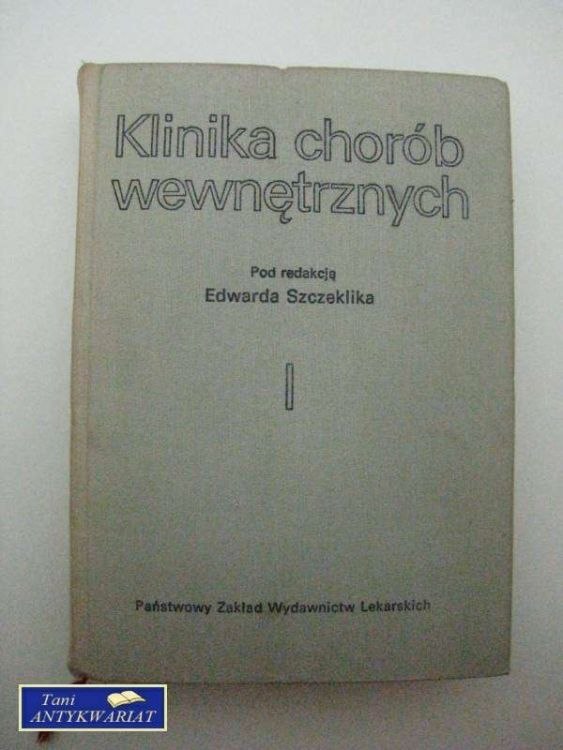 Klinika chorób
wewnętrznych
Pod redakcją
Edwarda Szczeklika
I
Państwowy Zakład Wydawnictw Lekarskich
Tani
ANTYKWARIAT